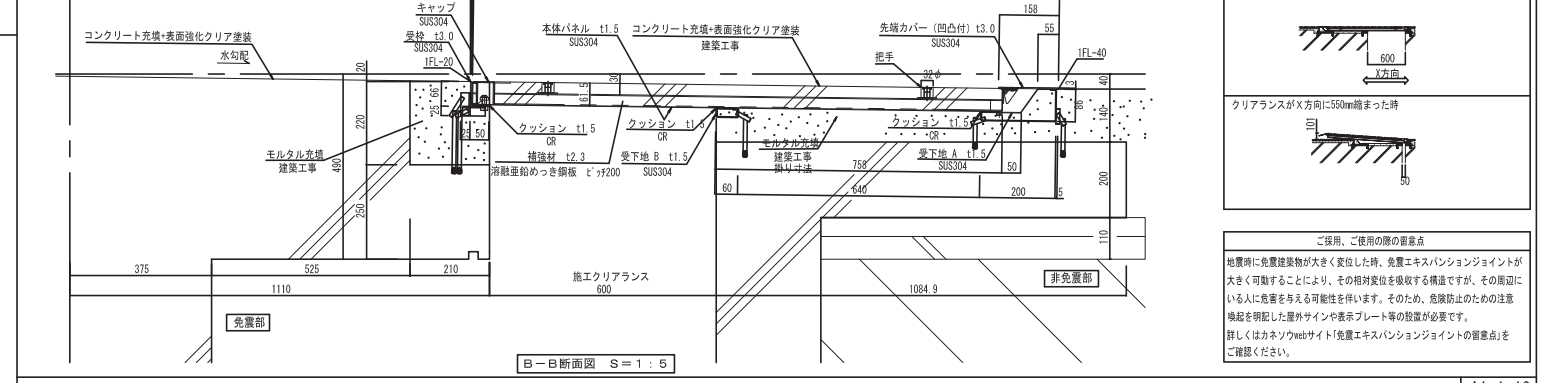 キャップ
SUS304
受枠 t3.0
SUS304
1FL-20
コンクリート充填+表面強化クリア塗装
水勾配
本体パネル t1.5
SUS304
コンクリート充填+表面強化クリア塗装
建築工事
先端カバー (凹凸付) t3.0
SUS304
把手
32φ
158
55
1FL-40
20
66
25
220
490
250
25 50
61.5
30
3
40
86
140
200
110
クッション t1.5
CR
クッション t1.5
CR
クッション t1.5
CR
モルタル充填
建築工事
補強材 t2.3
溶融亜鉛めっき鋼板 ピッチ200
受下地 B t1.5
SUS304
モルタル充填
建築工事
掛り寸法
758
受下地 A t1.5
SUS304
50
60
640
200
5
375
525
210
施工クリアランス
1110
600
1084.9
免震部
非免震部
B－B断面図 S＝1：5
600
X方向
クリアランスがX方向に550mm縮まった時
101
50
ご採用、ご使用の際の留意点
地震時に免震建築物が大きく変位した時、免震エキスパンションジョイントが
大きく可動することにより、その相対変位を吸収する構造ですが、その周辺に
いる人に危害を与える可能性を伴います。そのため、危険防止のための注意
喚起を明記した屋外サインや表示プレート等の設置が必要です。
詳しくはカネソウwebサイト「免震エキスパンションジョイントの留意点」を
ご確認ください。